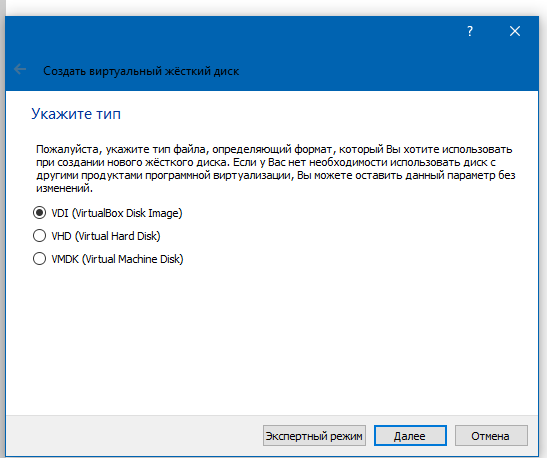 ?
Создать виртуальный жёсткий диск
Укажите тип
Пожалуйста, укажите тип файла, определяющий формат, который Вы хотите использовать
при создании нового жёсткого диска. Если у Вас нет необходимости использовать диск с
другими продуктами программной виртуализации, Вы можете оставить данный параметр без
изменений.
VDI (VirtualBox Disk Image)
VHD (Virtual Hard Disk)
VMDK (Virtual Machine Disk)
Экспертный режим Далее Отмена